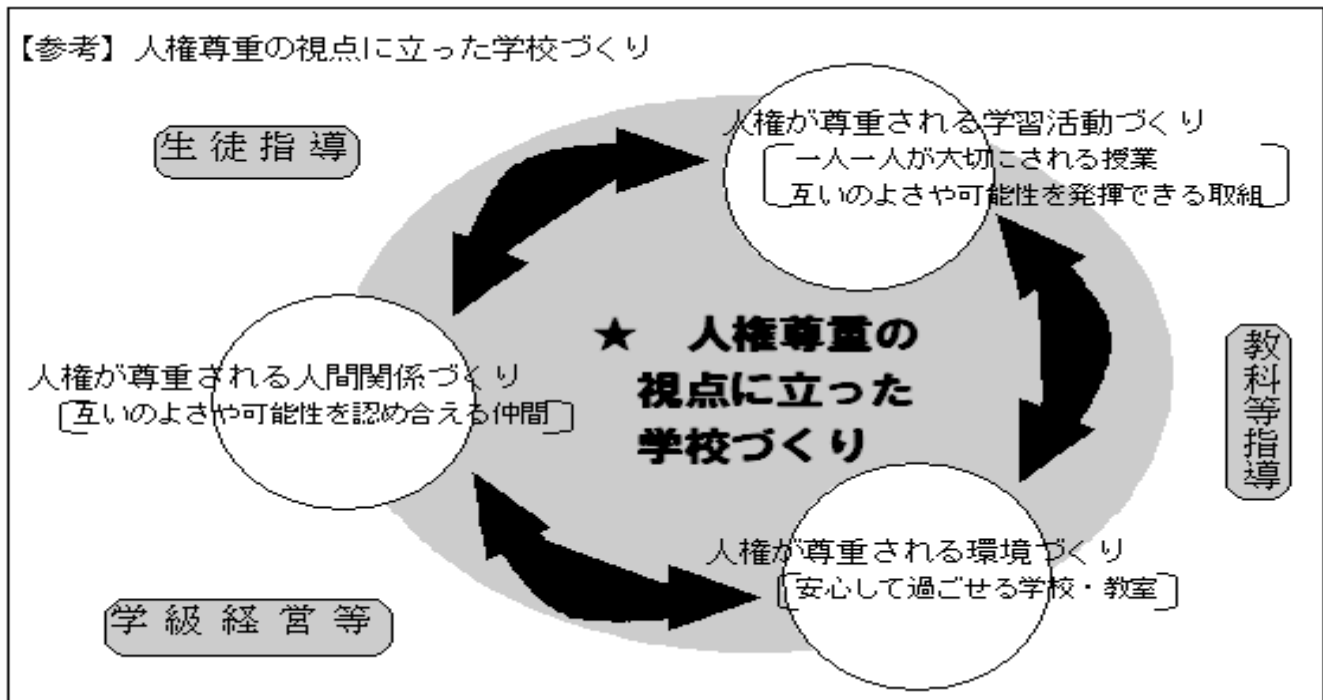 【参考】人権尊重の視点に立った学校づくり
生徒指導
人権が尊重される学習活動づくり
一人一人が大切にされる授業
互いのよさや可能性を発揮できる取組
人権が尊重される人間関係づくり
互いのよさや可能性を認め合える仲間
★ 人権尊重の
視点に立った
学校づくり
教科等指導
人権が尊重される環境づくり
安心して過ごせる学校・教室
学級経営等